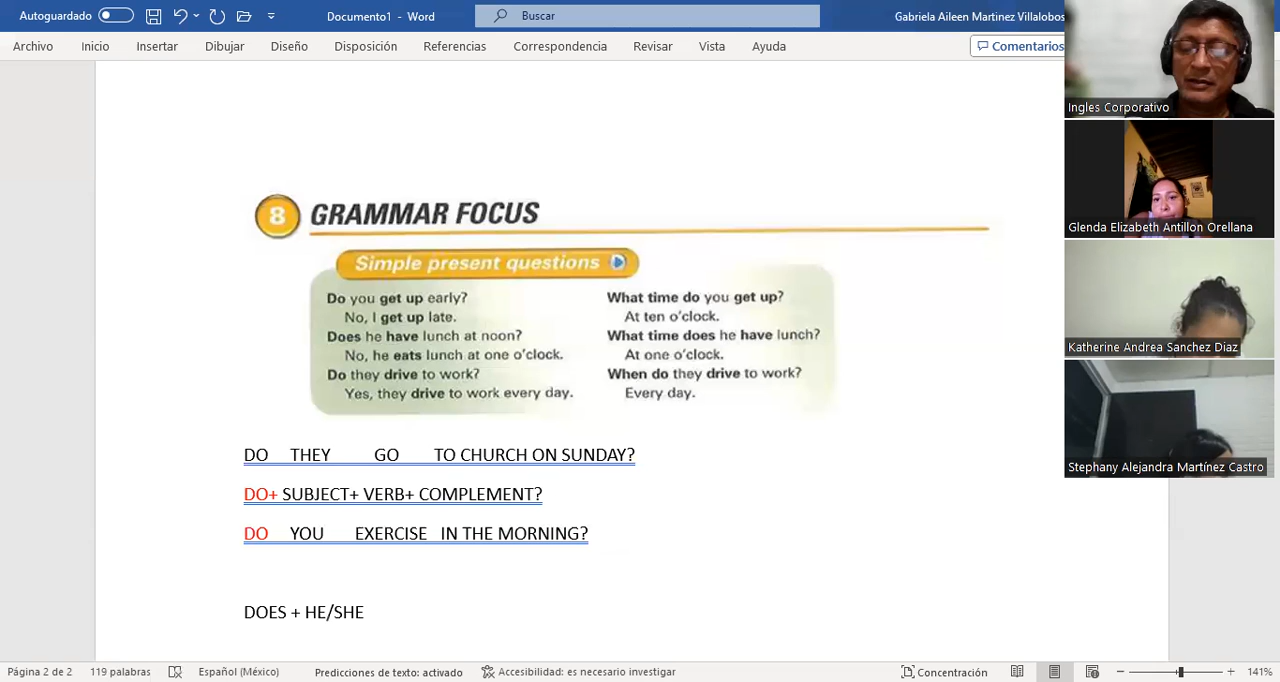 Autoguardado
Documento1 - Word
Buscar
Gabriela Aileen Martinez Villalobos
Archivo Inicio Insertar Dibujar Diseño Disposición Referencias Correspondencia Revisar Vista Ayuda
Comentarios
8 GRAMMAR FOCUS
Simple present questions
Do you get up early?
No, I get up late.
Does he have lunch at noon?
No, he eats lunch at one o'clock.
Do they drive to work?
Yes, they drive to work every day.
What time do you get up?
At ten o'clock.
What time does he have lunch?
At one o'clock.
When do they drive to work?
Every day.
DO THEY GO TO CHURCH ON SUNDAY?
DO+ SUBJECT+ VERB+ COMPLEMENT?
DO YOU EXERCISE IN THE MORNING?
DOES + HE/SHE
Ingles Corporativo
Glenda Elizabeth Antillon Orellana
Katherine Andrea Sanchez Diaz
Stephany Alejandra Martínez Castro
Página 2 de 2 119 palabras Español (México) Predicciones de texto: activado Accesibilidad: es necesario investigar Concentración 141%